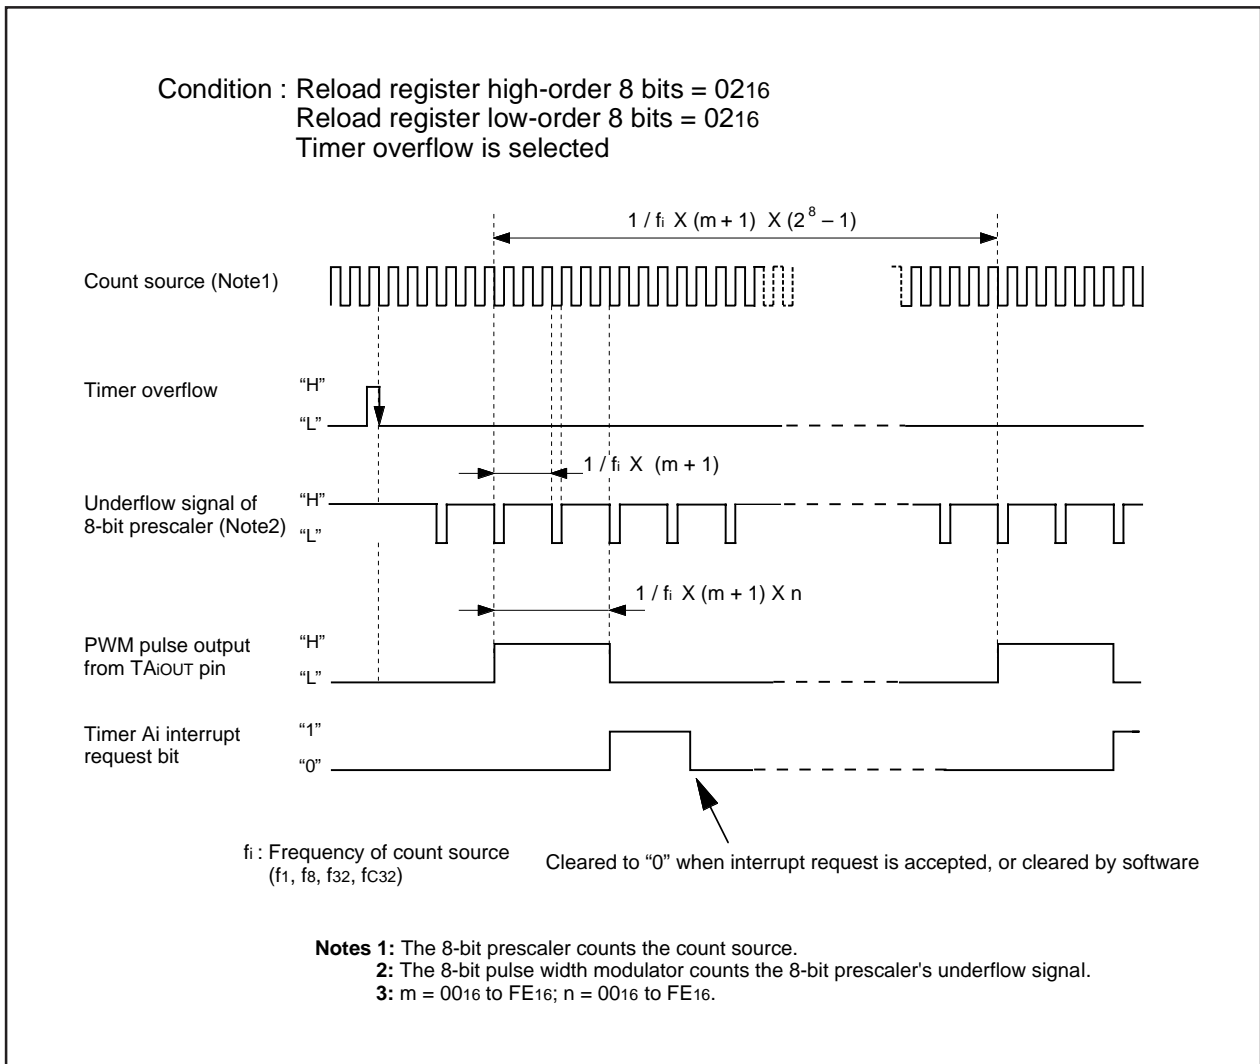 Condition : Reload register high-order 8 bits = 0216
Reload register low-order 8 bits = 0216
Timer overflow is selected
1 / fi X (m + 1) X (2^8 – 1)
Count source (Note1)
Timer overflow
“H”
“L”
1 / fi X (m + 1)
Underflow signal of
8-bit prescaler (Note2)
“H”
“L”
1 / fi X (m + 1) X n
PWM pulse output
from TAiOUT pin
“H”
“L”
Timer Ai interrupt
request bit
“1”
“0”
fi : Frequency of count source
(f1, f8, f32, fC32)
Cleared to “0” when interrupt request is accepted, or cleared by software
Notes 1: The 8-bit prescaler counts the count source.
2: The 8-bit pulse width modulator counts the 8-bit prescaler's underflow signal.
3: m = 0016 to FE16; n = 0016 to FE16.